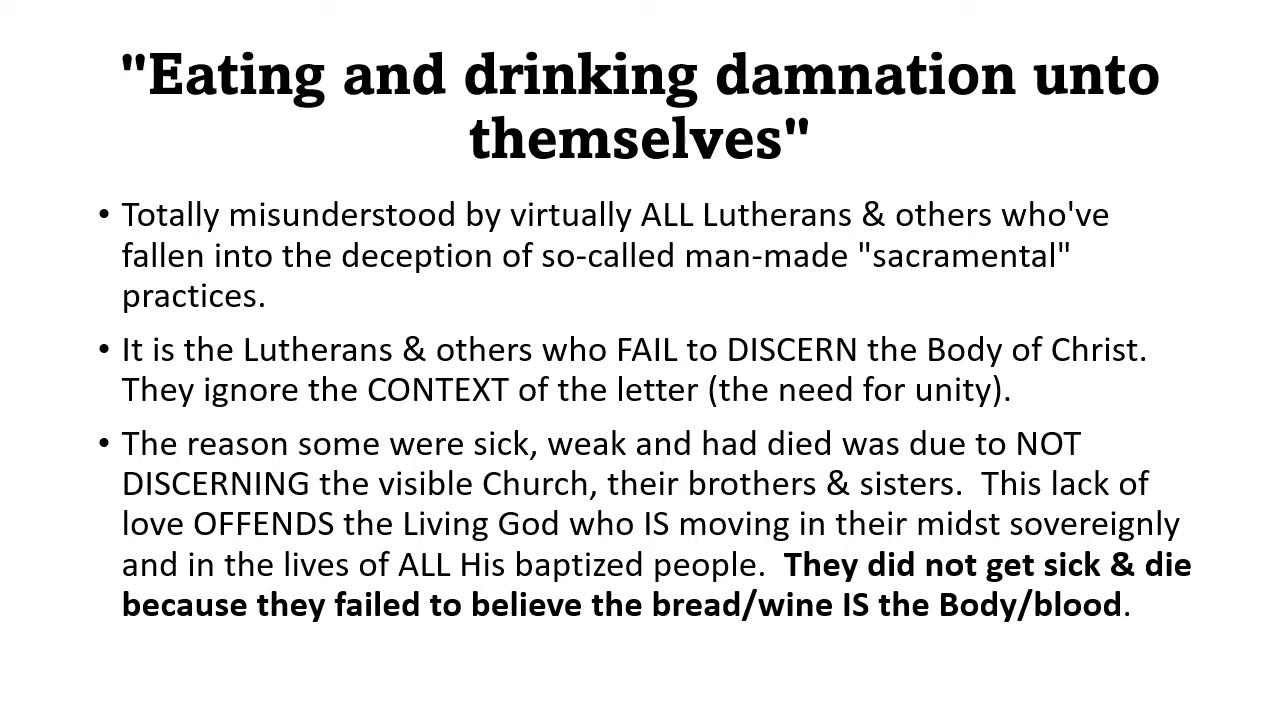 "Eating and drinking damnation unto
themselves"
• Totally misunderstood by virtually ALL Lutherans & others who've
fallen into the deception of so-called man-made "sacramental"
practices.
• It is the Lutherans & others who FAIL to DISCERN the Body of Christ.
They ignore the CONTEXT of the letter (the need for unity).
• The reason some were sick, weak and had died was due to NOT
DISCERNING the visible Church, their brothers & sisters.  This lack of
love OFFENDS the Living God who IS moving in their midst sovereignly
and in the lives of ALL His baptized people.  They did not get sick & die
because they failed to believe the bread/wine IS the Body/blood.